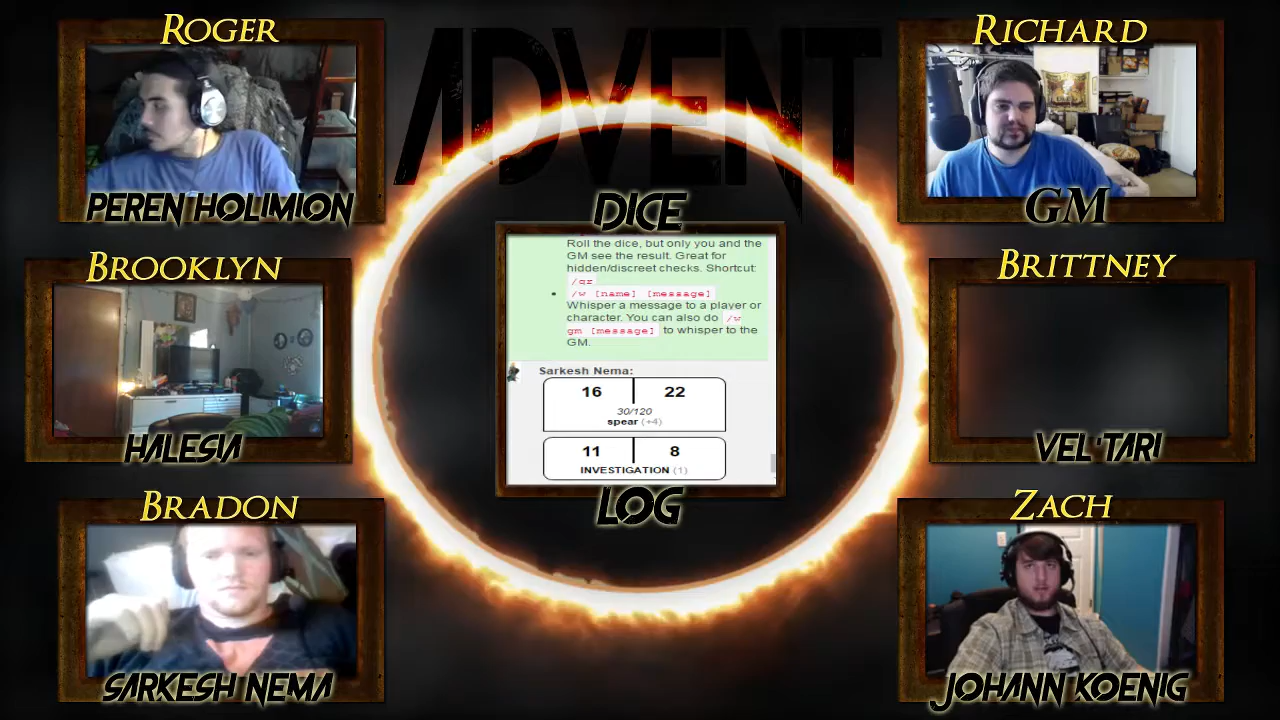 ADVENT
ROGER
PEREN HOLIMION
RICHARD
GM
BROOKLYN
HALESIA
DICE
Roll the dice, but only you and the
GM see the result. Great for
hidden/discreet checks. Shortcut:
/qr
/w [name] [message]
Whisper a message to a player or
character. You can also do /w
gm [message] to whisper to the
GM.
Sarkesh Nema:
16 22
30/120
spear (+4)
11 8
INVESTIGATION (1)
LOG
BRITTNEY
VEL'TARI
BRADON
SARKESH NEMA
ZACH
JOHANN KOENIG